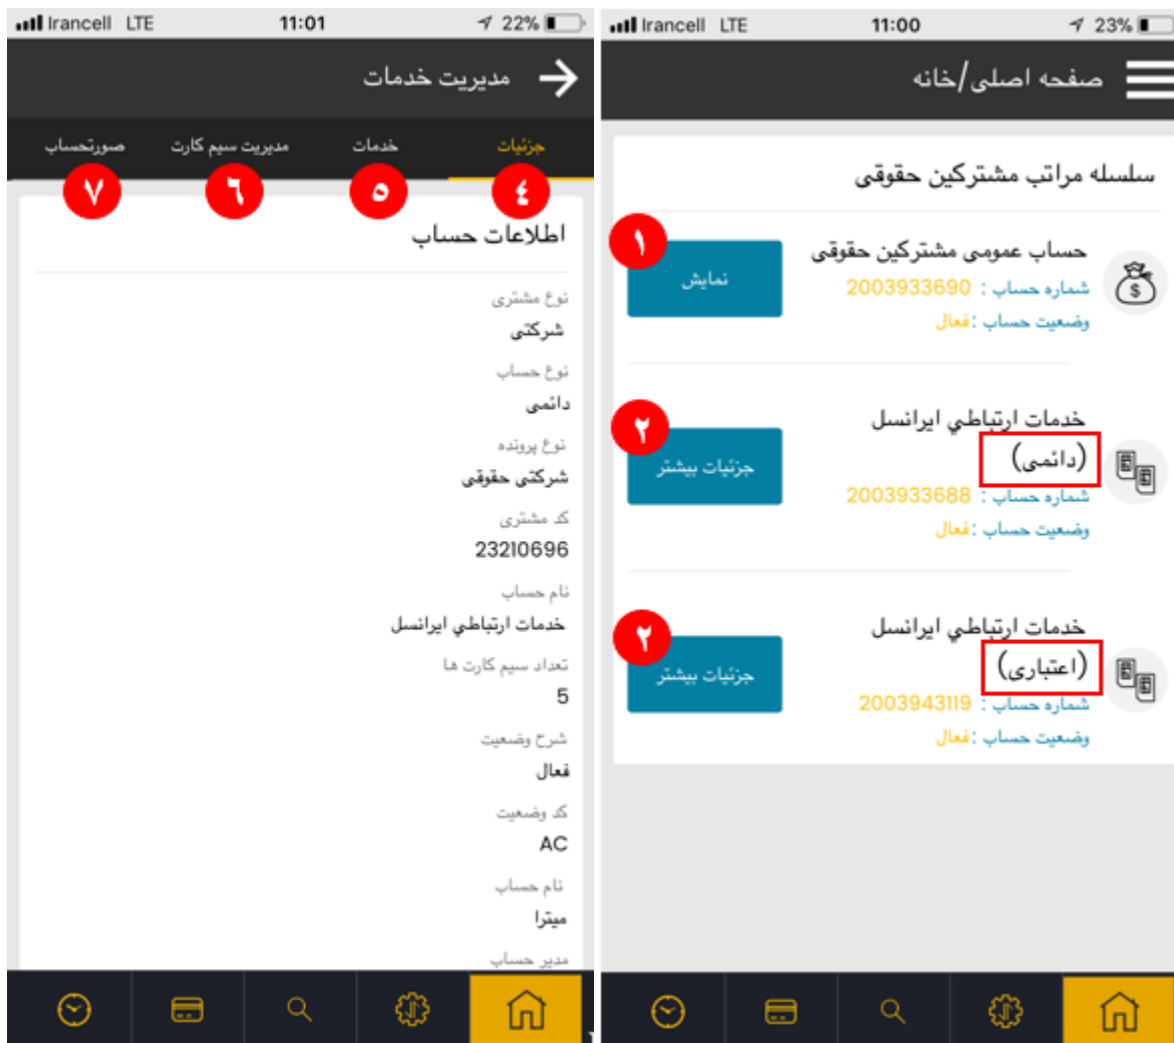 Irancell LTE 11:00 23%
صفحه اصلی/خانه
سلسله مراتب مشترکین حقوقی
حساب عمومی مشترکین حقوقی
شماره حساب : 2003933690
وضعیت حساب :فعال
۱
نمایش
خدمات ارتباطي ایرانسل
(دائمی)
شماره حساب : 2003933688
وضعیت حساب :فعال
۲
جزئیات بیشتر
خدمات ارتباطي ایرانسل
(اعتباری)
شماره حساب : 2003943119
وضعیت حساب :فعال
۲
جزئیات بیشتر
Irancell LTE 11:01 22%
مدیریت خدمات
جزئیات خدمات مدیریت سیم کارت صورتحساب
٤ ٥ ٦ ٧
اطلاعات حساب
نوع مشتری
شرکتی
نوع حساب
دائمی
نوع پرونده
شرکتی حقوقی
کد مشتری
23210696
نام حساب
خدمات ارتباطي ایرانسل
تعداد سیم کارت ها
5
شرح وضعیت
فعال
کد وضعیت
AC
نام حساب
میترا
مدیر حساب